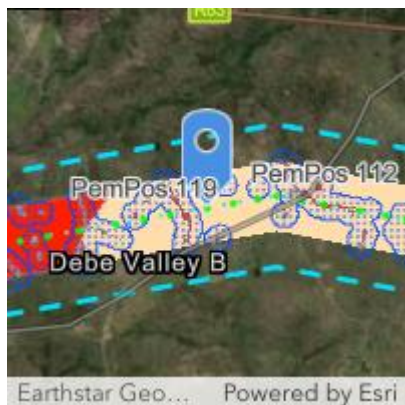 R63
PemPos 119
PemPos 112
Debe Valley B
Earthstar Geo...
Powered by Esri